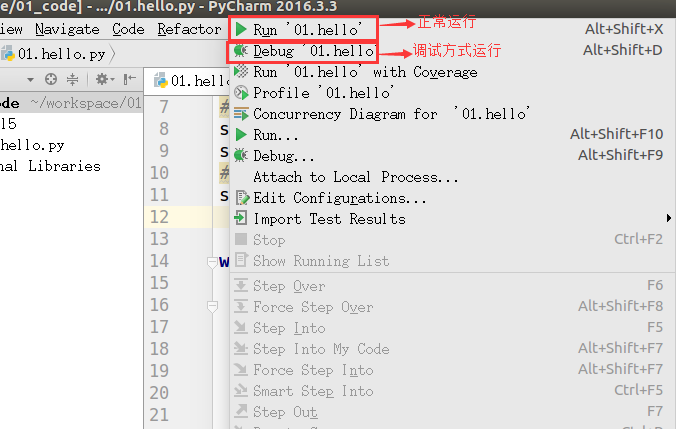 e/01_code] - .../01.hello.py - PyCharm 2016.3.3
View Navigate Code Refactor
01.hello.py
01.hello
ode ~/workspace/01
l5
hello.py
nal Libraries
7 #
8 S
9 S
10 #
11 S
12
13
14 W
15
16
17
18
19
20
21
Run '01.hello' Alt+Shift+X
正常运行
Debug '01.hello' Alt+Shift+D
调试方式运行
Run '01.hello' with Coverage
Profile '01.hello'
Concurrency Diagram for '01.hello'
Run... Alt+Shift+F10
Debug... Alt+Shift+F9
Attach to Local Process...
Edit Configurations...
Import Test Results
Stop Ctrl+F2
Show Running List
Step Over F6
Force Step Over Alt+Shift+F8
Step Into F5
Step Into My Code Alt+Shift+F7
Force Step Into Alt+Shift+F7
Smart Step Into Ctrl+F5
Step Out F7